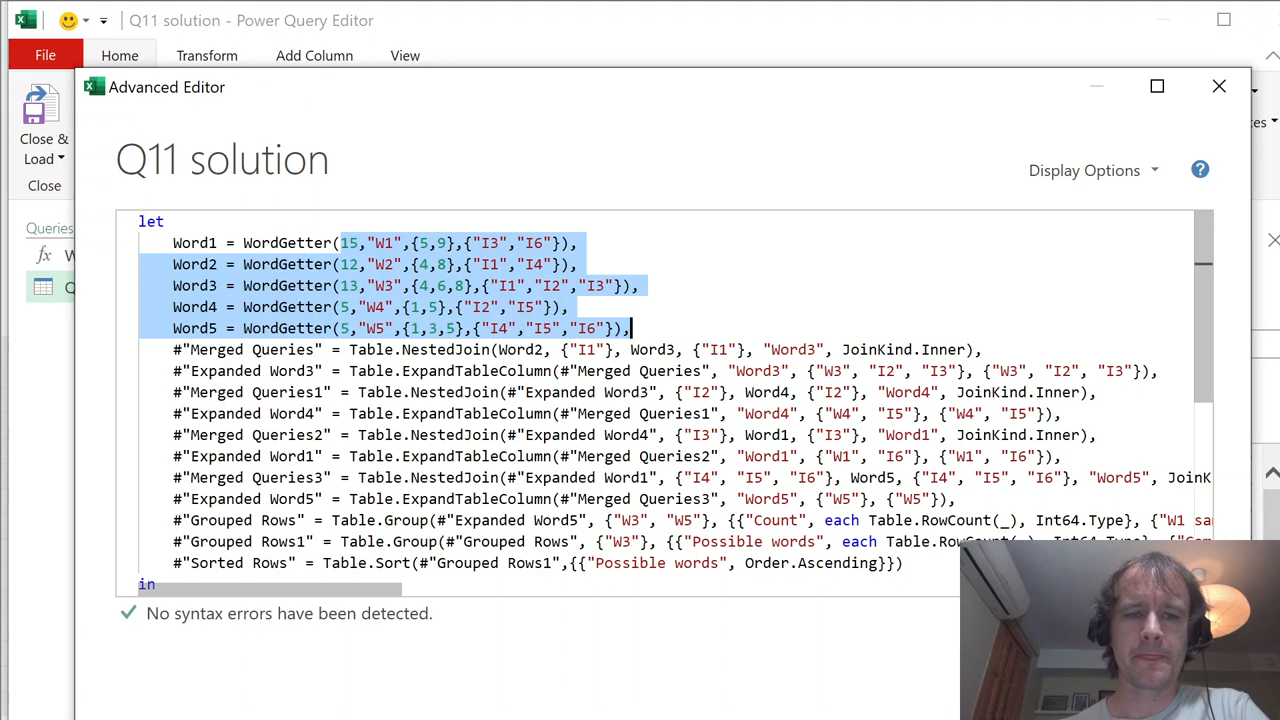 Q11 solution - Power Query Editor
File Home Transform Add Column View
Advanced Editor
Close &
Load
Close
Queries
Q11 solution
Display Options
let
Word1 = WordGetter(15,"W1",{5,9},{"I3","I6"}),
Word2 = WordGetter(12,"W2",{4,8},{"I1","I4"}),
Word3 = WordGetter(13,"W3",{4,6,8},{"I1","I2","I3"}),
Word4 = WordGetter(5,"W4",{1,5},{"I2","I5"}),
Word5 = WordGetter(5,"W5",{1,3,5},{"I4","I5","I6"}),
#"Merged Queries" = Table.NestedJoin(Word2, {"I1"}, Word3, {"I1"}, "Word3", JoinKind.Inner),
#"Expanded Word3" = Table.ExpandTableColumn(#"Merged Queries", "Word3", {"W3", "I2", "I3"}, {"W3", "I2", "I3"}),
#"Merged Queries1" = Table.NestedJoin(#"Expanded Word3", {"I2"}, Word4, {"I2"}, "Word4", JoinKind.Inner),
#"Expanded Word4" = Table.ExpandTableColumn(#"Merged Queries1", "Word4", {"W4", "I5"}, {"W4", "I5"}),
#"Merged Queries2" = Table.NestedJoin(#"Expanded Word4", {"I3"}, Word1, {"I3"}, "Word1", JoinKind.Inner),
#"Expanded Word1" = Table.ExpandTableColumn(#"Merged Queries2", "Word1", {"W1", "I6"}, {"W1", "I6"}),
#"Merged Queries3" = Table.NestedJoin(#"Expanded Word1", {"I4", "I5", "I6"}, Word5, {"I4", "I5", "I6"}, "Word5", JoinK
#"Expanded Word5" = Table.ExpandTableColumn(#"Merged Queries3", "Word5", {"W5"}, {"W5"}),
#"Grouped Rows" = Table.Group(#"Expanded Word5", {"W3", "W5"}, {{"Count", each Table.RowCount(_), Int64.Type}, {"W1 sa
#"Grouped Rows1" = Table.Group(#"Grouped Rows", {"W3"}, {{"Possible words", each Table.RowCount(_), Int64.Type},
#"Sorted Rows" = Table.Sort(#"Grouped Rows1",{{"Possible words", Order.Ascending}})
in
No syntax errors have been detected.